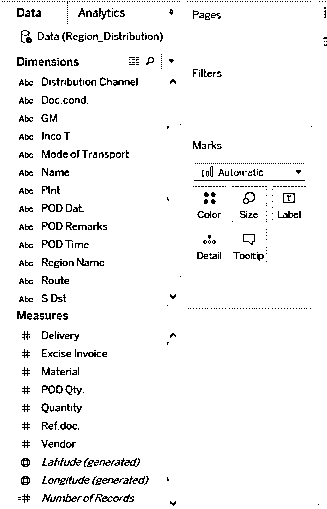 Data
Analytics
Data (Region_Distribution)
Dimensions
Abc Distribution Channel
Abc Doc.cond.
Abc GM
Abc Inco T
Abc Mode of Transport
Abc Name
Abc Plnt
Abc POD Dat.
Abc POD Remarks
Abc POD Time
Abc Region Name
Abc Route
Abc S Dst
Measures
# Delivery
# Excise Invoice
# Material
# POD Qty.
# Quantity
# Ref.doc.
# Vendor
Latitude (generated)
Longitude (generated)
=# Number of Records
Pages
Filters
Marks
Automatic
Color Size Label
Detail Tooltip